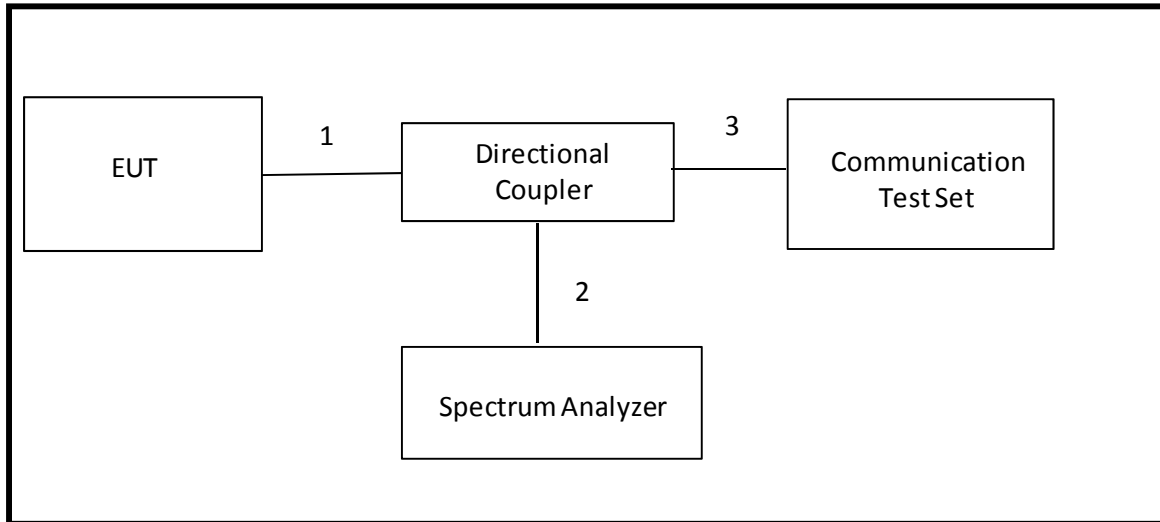 EUT
1
Directional
Coupler
3
Communication
Test Set
2
Spectrum Analyzer